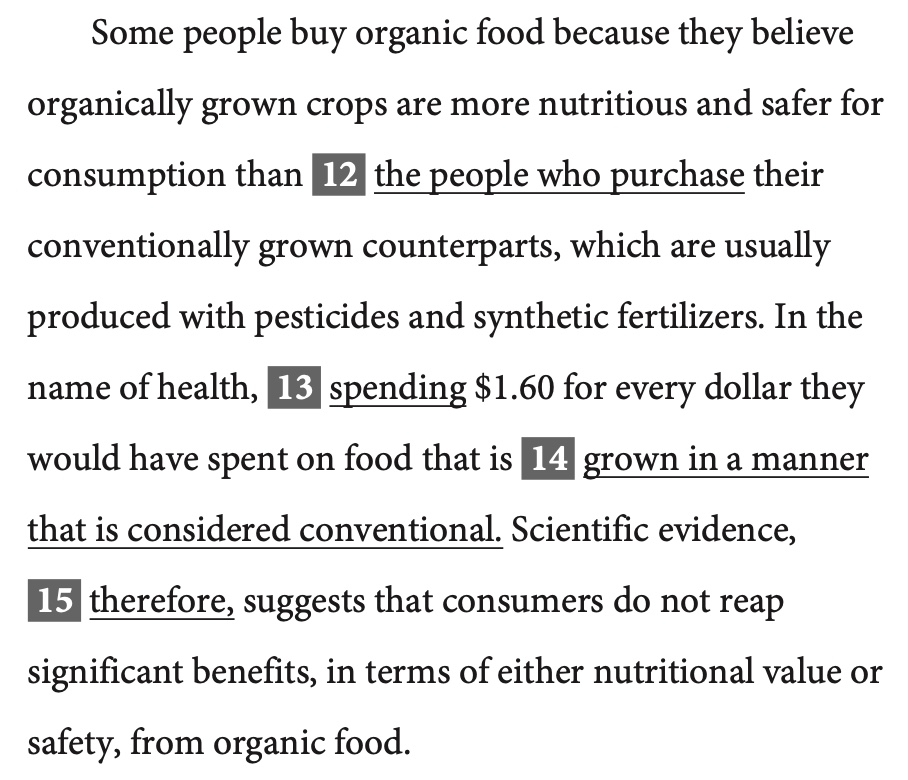 Some people buy organic food because they believe
organically grown crops are more nutritious and safer for
consumption than 12 the people who purchase their
conventionally grown counterparts, which are usually
produced with pesticides and synthetic fertilizers. In the
name of health, 13 spending $1.60 for every dollar they
would have spent on food that is 14 grown in a manner
that is considered conventional. Scientific evidence,
15 therefore, suggests that consumers do not reap
significant benefits, in terms of either nutritional value or
safety, from organic food.